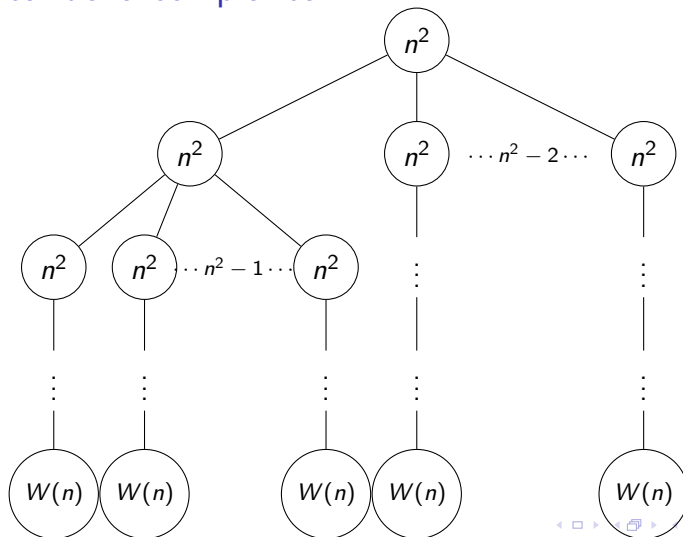 n²
n² n² ··· n² − 2 ··· n²
n² n² ··· n² − 1 ··· n²
W(n) W(n) W(n) W(n) W(n)